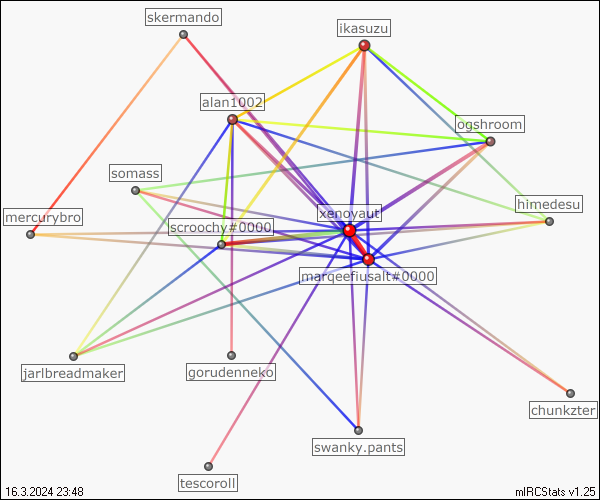 skermando
ikasuzu
alan1002
ogshroom
somass
himedesu
xenoyaut
mercurybro
scroochy#0000
marqeefiusalt#0000
jarlbreadmaker
gorudenneko
chunkzter
swanky.pants
tescoroll
16.3.2024 23:48
mIRCStats v1.25